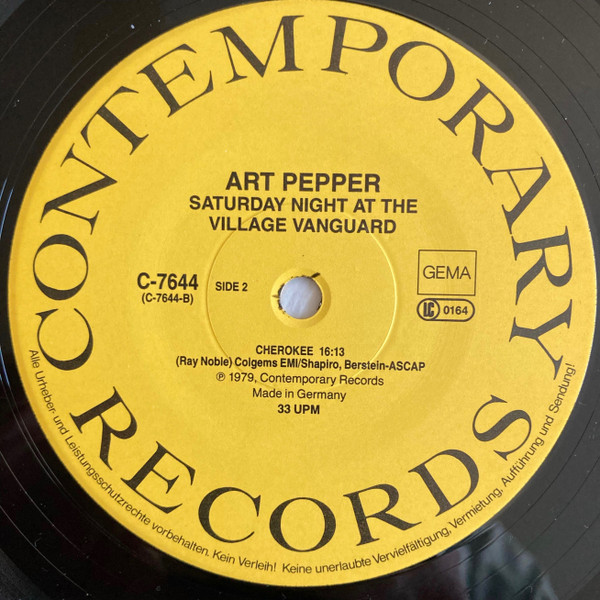 CONTEMPORARY RECORDS
ART PEPPER
SATURDAY NIGHT AT THE
VILLAGE VANGUARD
C-7644
(C-7644-B)
SIDE 2
GEMA
LC 0164
CHEROKEE 16:13
(Ray Noble) Colgems EMI/Shapiro, Berstein-ASCAP
℗ 1979, Contemporary Records
Made in Germany
33 UPM
Alle Urheber- und Leistungsschutzrechte vorbehalten. Kein Verleih! Keine unerlaubte Vervielfältigung, Vermietung, Aufführung und Sendung!